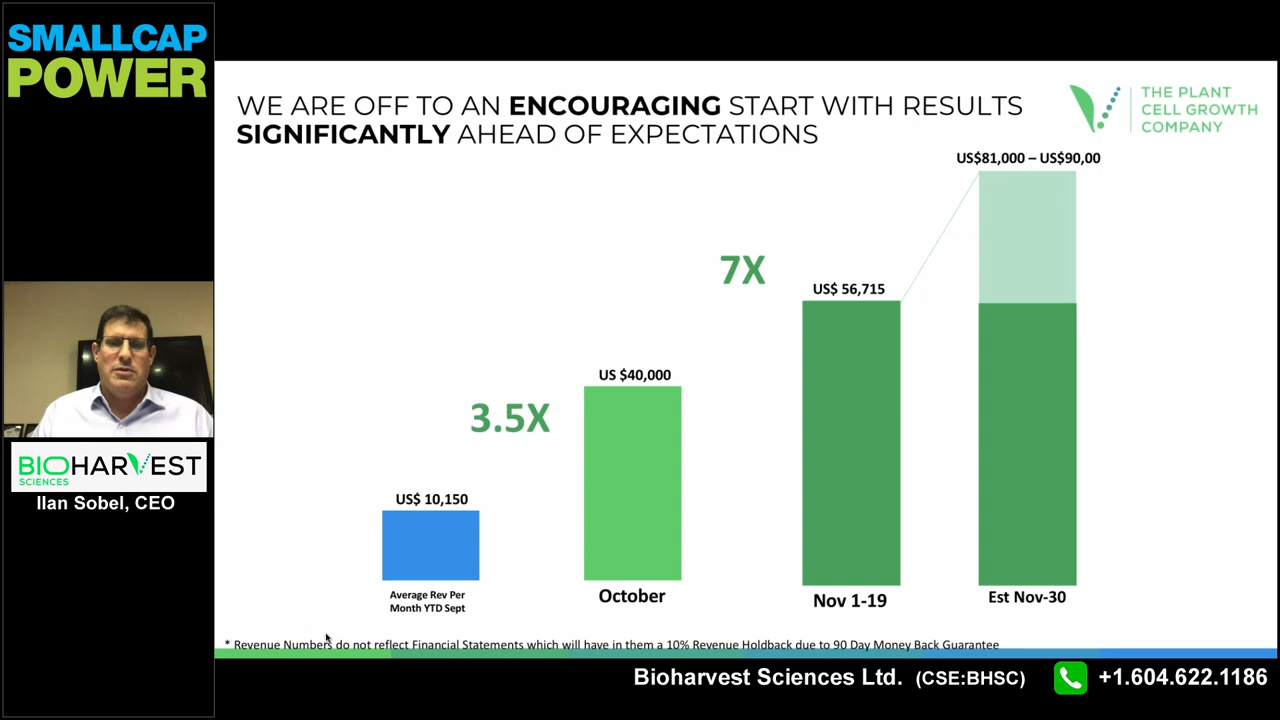 SMALLCAP
POWER
WE ARE OFF TO AN ENCOURAGING START WITH RESULTS
SIGNIFICANTLY AHEAD OF EXPECTATIONS
THE PLANT
CELL GROWTH
COMPANY
US$81,000 – US$90,00
7X
US$ 56,715
US $40,000
3.5X
US$ 10,150
Average Rev Per
Month YTD Sept
October
Nov 1-19
Est Nov-30
* Revenue Numbers do not reflect Financial Statements which will have in them a 10% Revenue Holdback due to 90 Day Money Back Guarantee
BIOHARVEST
SCIENCES
Ilan Sobel, CEO
Bioharvest Sciences Ltd. (CSE:BHSC) +1.604.622.1186